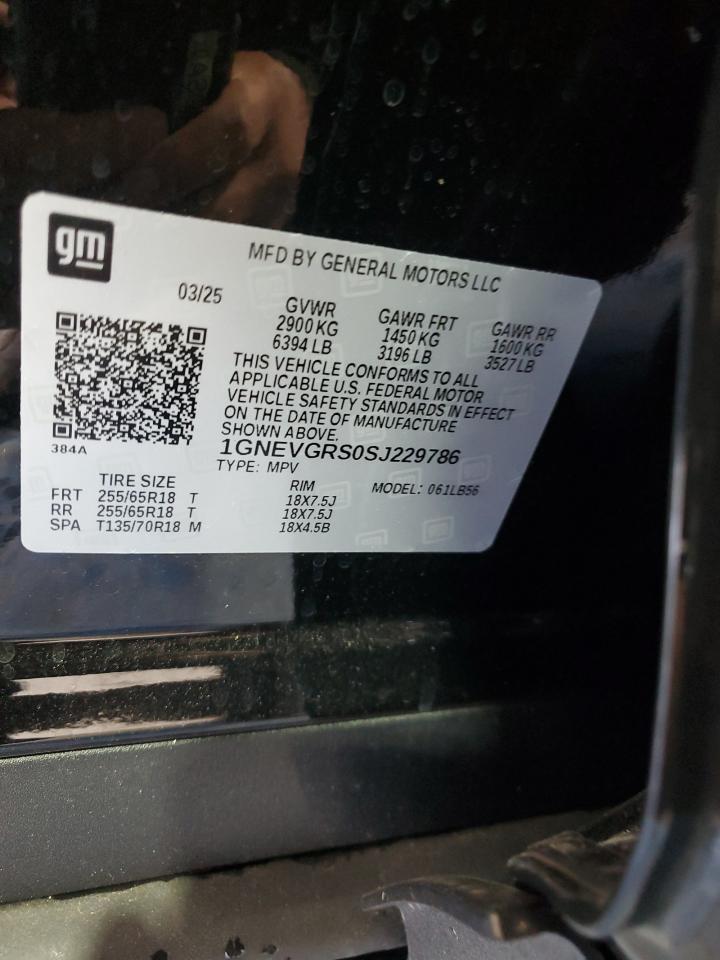 gm
MFD BY GENERAL MOTORS LLC
03/25
GVWR
2900 KG
6394 LB
GAWR FRT
1450 KG
3196 LB
GAWR RR
1600 KG
3527 LB
THIS VEHICLE CONFORMS TO ALL
APPLICABLE U.S. FEDERAL MOTOR
VEHICLE SAFETY STANDARDS IN EFFECT
ON THE DATE OF MANUFACTURE
SHOWN ABOVE.
384A
1GNEVGRS0SJ229786
TYPE: MPV
MODEL: 061LB56
TIRE SIZE RIM
FRT 255/65R18 T 18X7.5J
RR 255/65R18 T 18X7.5J
SPA T135/70R18 M 18X4.5B